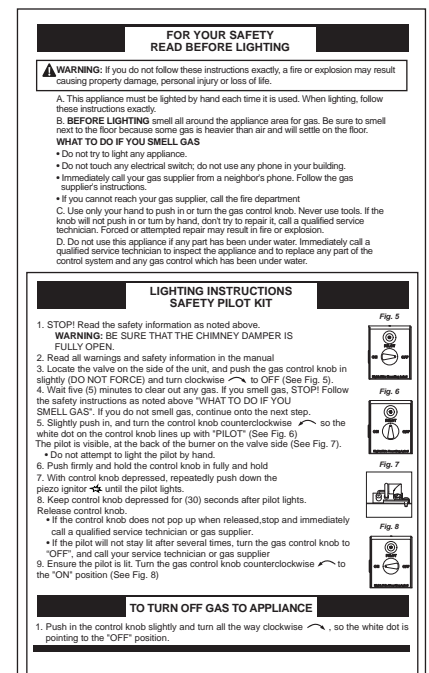 FOR YOUR SAFETY
READ BEFORE LIGHTING
WARNING: If you do not follow these instructions exactly, a fire or explosion may result
causing property damage, personal injury or loss of life.
A. This appliance must be lighted by hand each time it is used. When lighting, follow
these instructions exactly.
B. BEFORE LIGHTING smell all around the appliance area for gas. Be sure to smell
next to the floor because some gas is heavier than air and will settle on the floor.
WHAT TO DO IF YOU SMELL GAS
• Do not try to light any appliance.
• Do not touch any electrical switch; do not use any phone in your building.
• Immediately call your gas supplier from a neighbor's phone. Follow the gas
supplier's instructions.
• If you cannot reach your gas supplier, call the fire department
C. Use only your hand to push in or turn the gas control knob. Never use tools. If the
knob will not push in or turn by hand, don't try to repair it, call a qualified service
technician. Forced or attempted repair may result in fire or explosion.
D. Do not use this appliance if any part has been under water. Immediately call a
qualified service technician to inspect the appliance and to replace any part of the
control system and any gas control which has been under water.
LIGHTING INSTRUCTIONS
SAFETY PILOT KIT
1. STOP! Read the safety information as noted above.
WARNING: BE SURE THAT THE CHIMNEY DAMPER IS
FULLY OPEN.
2. Read all warnings and safety information in the manual
3. Locate the valve on the side of the unit, and push the gas control knob in
slightly (DO NOT FORCE) and turn clockwise to OFF (See Fig. 5).
4. Wait five (5) minutes to clear out any gas. If you smell gas, STOP! Follow
the safety instructions as noted above "WHAT TO DO IF YOU
SMELL GAS". If you do not smell gas, continue onto the next step.
5. Slightly push in, and turn the control knob counterclockwise so the
white dot on the control knob lines up with "PILOT" (See Fig. 6)
The pilot is visible, at the back of the burner on the valve side (See Fig. 7).
• Do not attempt to light the pilot by hand.
6. Push firmly and hold the control knob in fully and hold
7. With control knob depressed, repeatedly push down the
piezo ignitor until the pilot lights.
8. Keep control knob depressed for (30) seconds after pilot lights.
Release control knob.
• If the control knob does not pop up when released,stop and immediately
call a qualified service technician or gas supplier.
• If the pilot will not stay lit after several times, turn the gas control knob to
"OFF", and call your service technician or gas supplier
9. Ensure the pilot is lit. Turn the gas control knob counterclockwise to
the "ON" position (See Fig. 8)
Fig. 5
PILOT
ON OFF
Fig. 6
Fig. 7
Fig. 8
PILOT
ON OFF
TO TURN OFF GAS TO APPLIANCE
1. Push in the control knob slightly and turn all the way clockwise , so the white dot is
pointing to the "OFF" position.